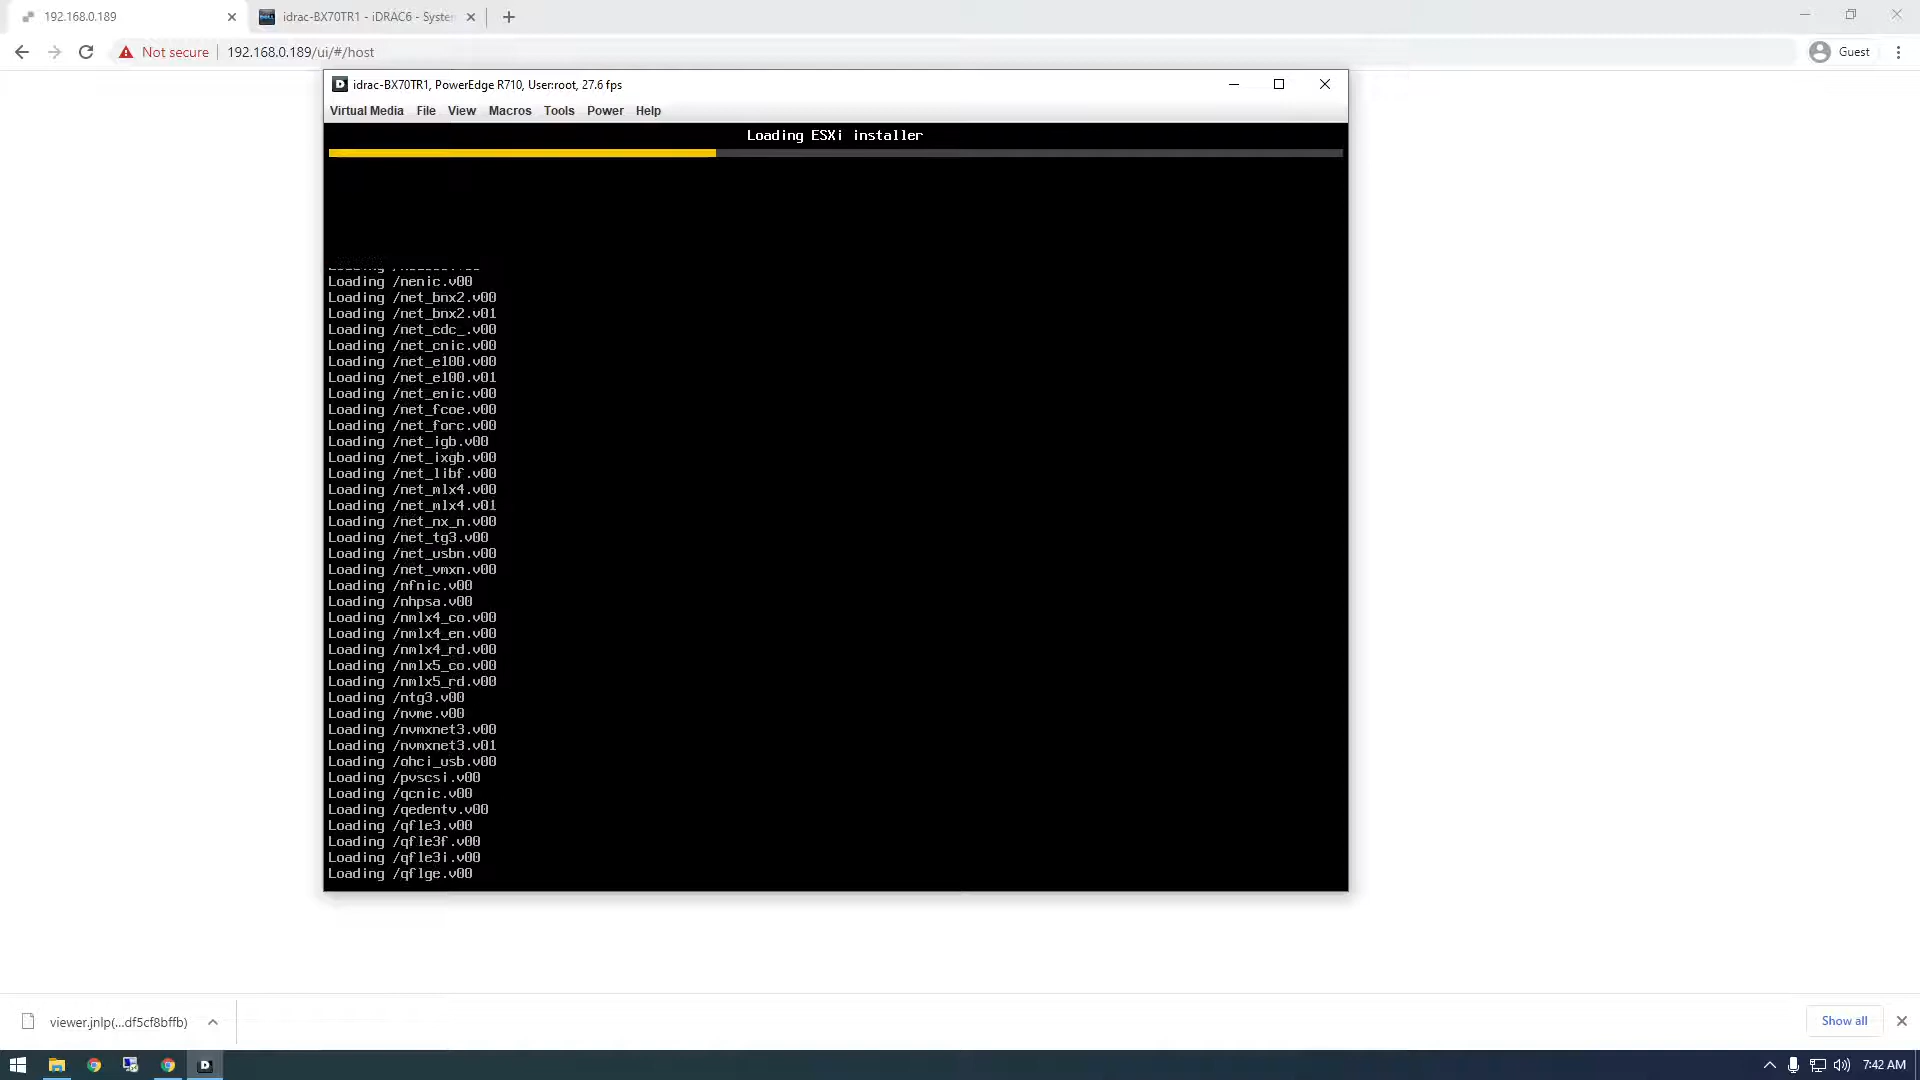 192.168.0.189
idrac-BX70TR1 - iDRAC6 - Syste
Not secure
192.168.0.189/ui/#/host
Guest
idrac-BX70TR1, PowerEdge R710, User:root, 27.6 fps
Virtual Media File View Macros Tools Power Help
Loading ESXi installer
Loading /nenic.v00
Loading /net_bnx2.v00
Loading /net_bnx2.v01
Loading /net_cdc_.v00
Loading /net_cnic.v00
Loading /net_e100.v00
Loading /net_e100.v01
Loading /net_enic.v00
Loading /net_fcoe.v00
Loading /net_forc.v00
Loading /net_igb.v00
Loading /net_ixgb.v00
Loading /net_libf.v00
Loading /net_mlx4.v00
Loading /net_mlx4.v01
Loading /net_nx_n.v00
Loading /net_tg3.v00
Loading /net_usbn.v00
Loading /net_vmxn.v00
Loading /nfnic.v00
Loading /nhpsa.v00
Loading /nmlx4_co.v00
Loading /nmlx4_en.v00
Loading /nmlx4_rd.v00
Loading /nmlx5_co.v00
Loading /nmlx5_rd.v00
Loading /ntg3.v00
Loading /nvme.v00
Loading /nvmxnet3.v00
Loading /nvmxnet3.v01
Loading /ohci_usb.v00
Loading /pvscsi.v00
Loading /qcnic.v00
Loading /qedentv.v00
Loading /qfle3.v00
Loading /qfle3f.v00
Loading /qfle3i.v00
Loading /qflge.v00
viewer.jnlp(...df5cf8bffb)
Show all
7:42 AM